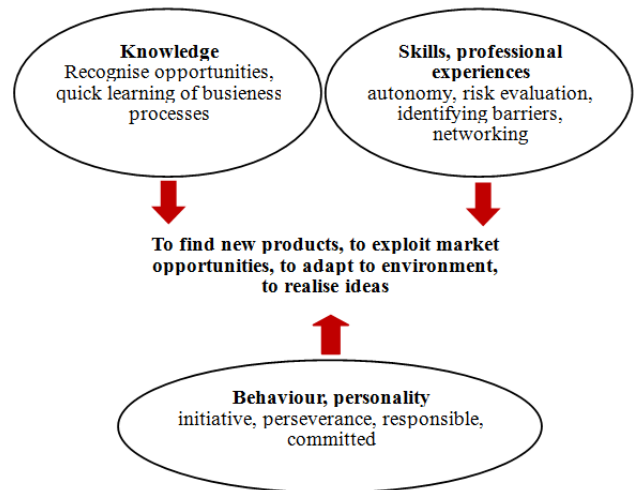 Knowledge
Recognise opportunities,
quick learning of busieness
processes
Skills, professional
experiences
autonomy, risk evaluation,
identifying barriers,
networking
To find new products, to exploit market
opportunities, to adapt to environment,
to realise ideas
Behaviour, personality
initiative, perseverance, responsible,
committed